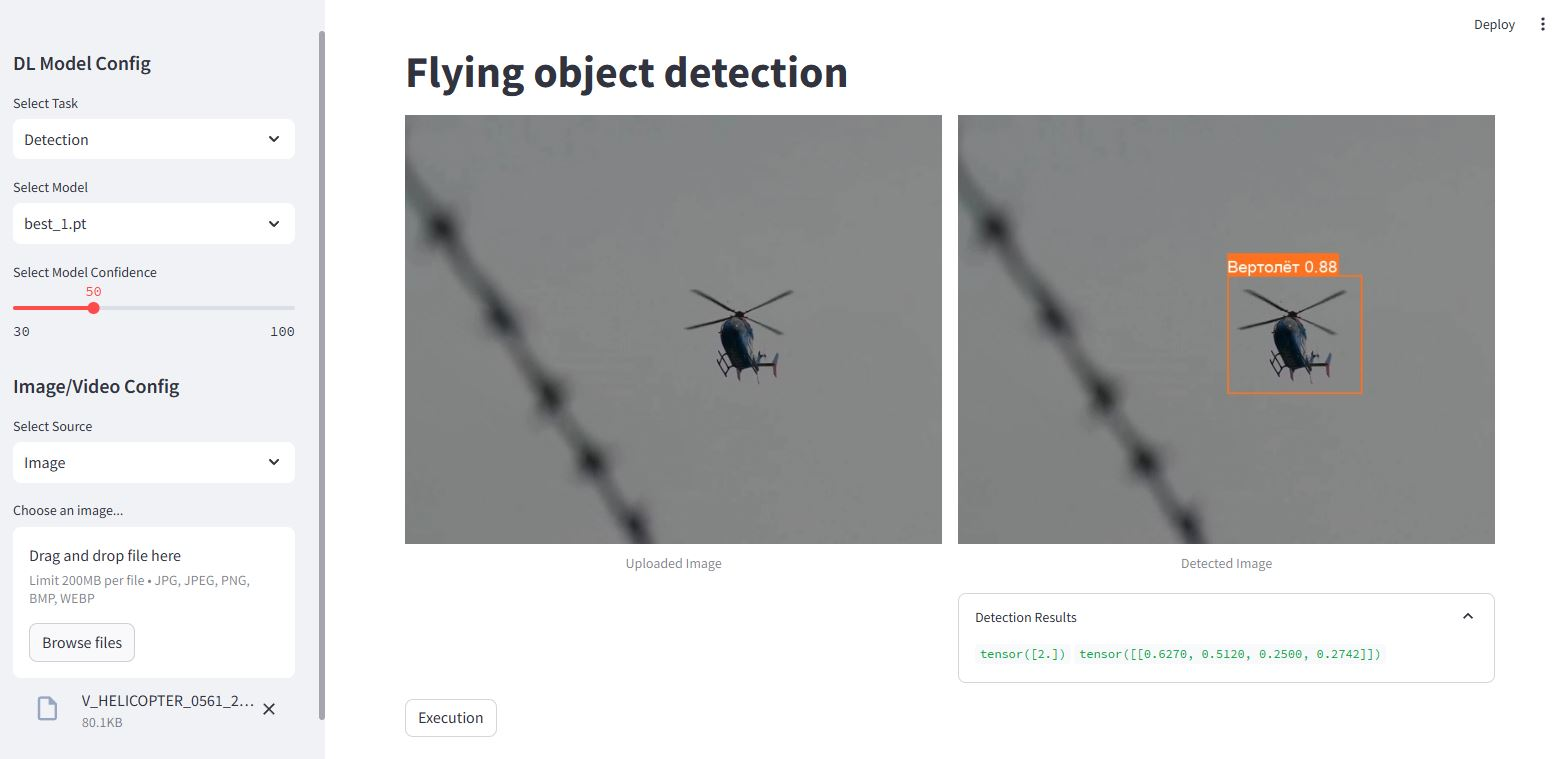 Deploy
DL Model Config
Select Task
Detection
Select Model
best_1.pt
Select Model Confidence
50
30
100
Image/Video Config
Select Source
Image
Choose an image...
Drag and drop file here
Limit 200MB per file • JPG, JPEG, PNG,
BMP, WEBP
Browse files
V_HELICOPTER_0561_2...
80.1KB
Flying object detection
Вертолёт 0.88
Uploaded Image
Detected Image
Detection Results
tensor([2.]) tensor([[0.6270, 0.5120, 0.2500, 0.2742]])
Execution